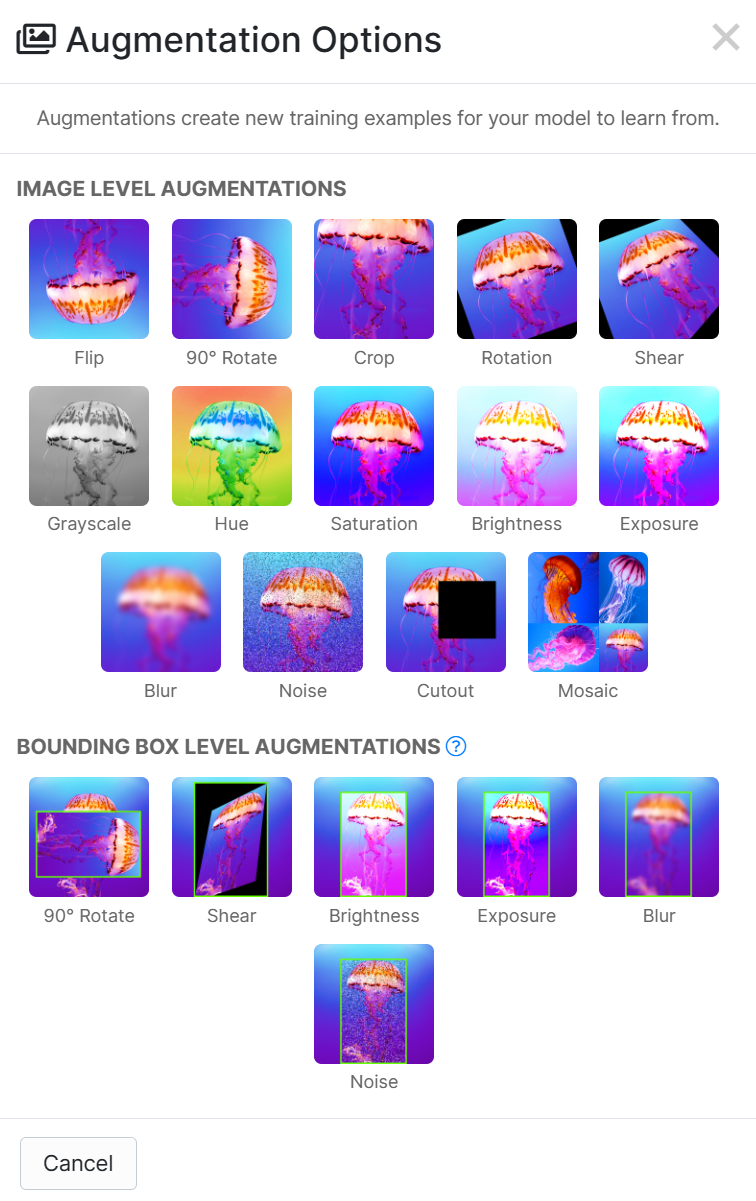 Augmentation Options
Augmentations create new training examples for your model to learn from.
IMAGE LEVEL AUGMENTATIONS
Flip 90° Rotate Crop Rotation Shear
Grayscale Hue Saturation Brightness Exposure
Blur Noise Cutout Mosaic
BOUNDING BOX LEVEL AUGMENTATIONS ?
90° Rotate Shear Brightness Exposure Blur
Noise
Cancel